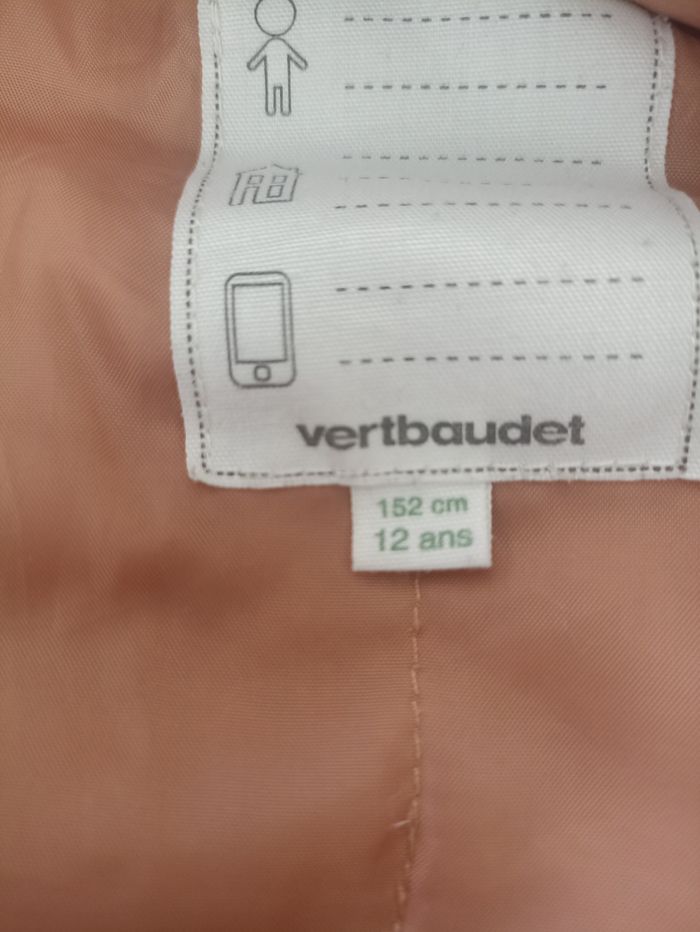 vertbaudet
152 cm
12 ans